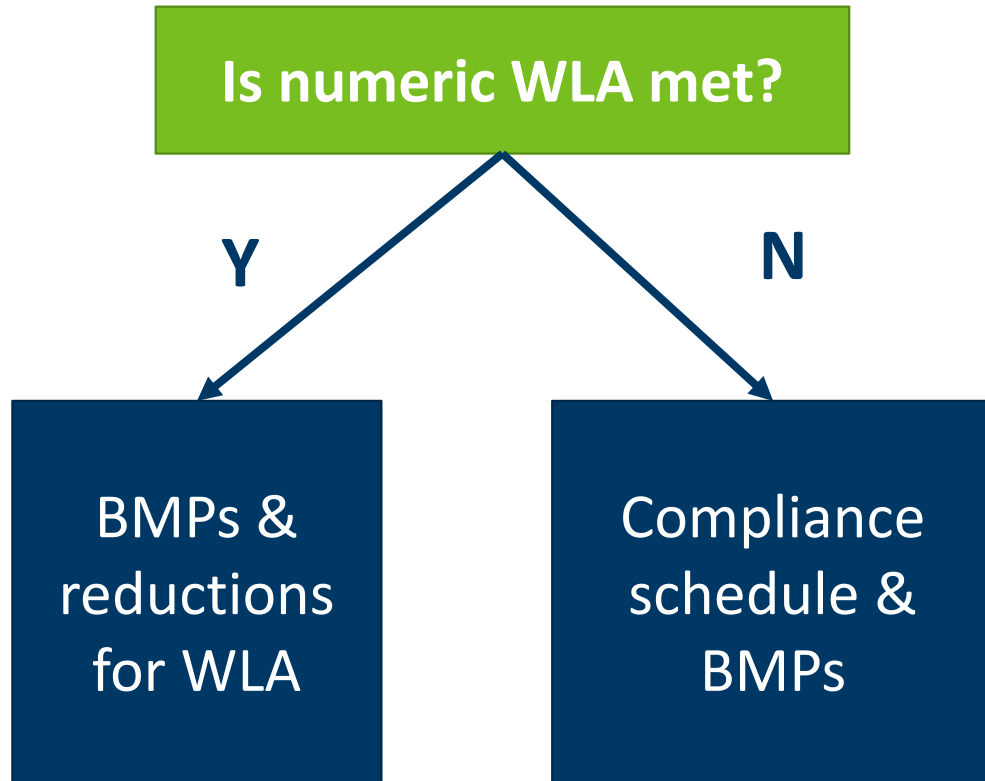 Is numeric WLA met?
Y
N
BMPs &
reductions
for WLA
Compliance
schedule &
BMPs